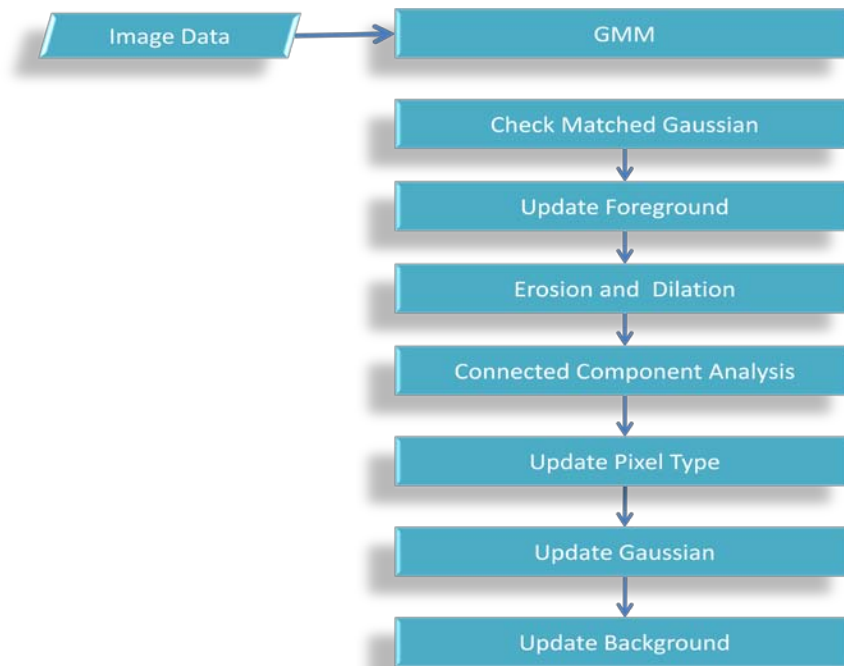 Image Data
GMM
Check Matched Gaussian
Update Foreground
Erosion and Dilation
Connected Component Analysis
Update Pixel Type
Update Gaussian
Update Background